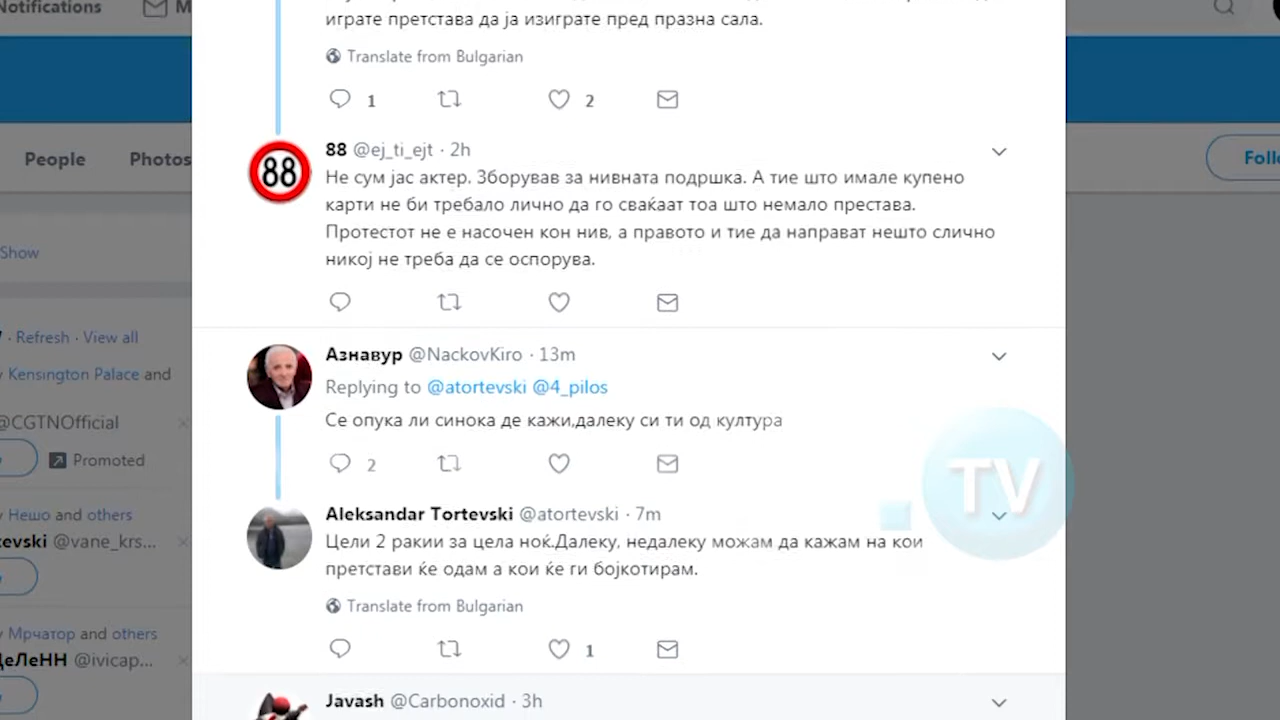 Notifications
People
Photos
Show
· Refresh · View all
Kensington Palace and
@CGTNOfficial
Promoted
Нешо and others
@vane_krs...
Мрчатор and others
@ivicap...
играте претстава да ја изиграте пред празна сала.
Translate from Bulgarian
1 2
88 @ej_ti_ejt · 2h
88
Не сум јас актер. Зборував за нивната подршка. А тие што имале купено
карти не би требало лично да го сваќаат тоа што немало престава.
Протестот не е насочен кон нив, а правото и тие да направат нешто слично
никој не треба да се оспорува.
Азнавур @NackovKiro · 13m
Replying to @atortevski @4_pilos
Се опука ли синока де кажи,далеку си ти од култура
2
Aleksandar Tortevski @atortevski · 7m
Цели 2 ракии за цела ноќ.Далеку, недалеку можам да кажам на кои
претстави ќе одам а кои ќе ги бојкотирам.
Translate from Bulgarian
1
Javash @Carbonoxid · 3h
TV